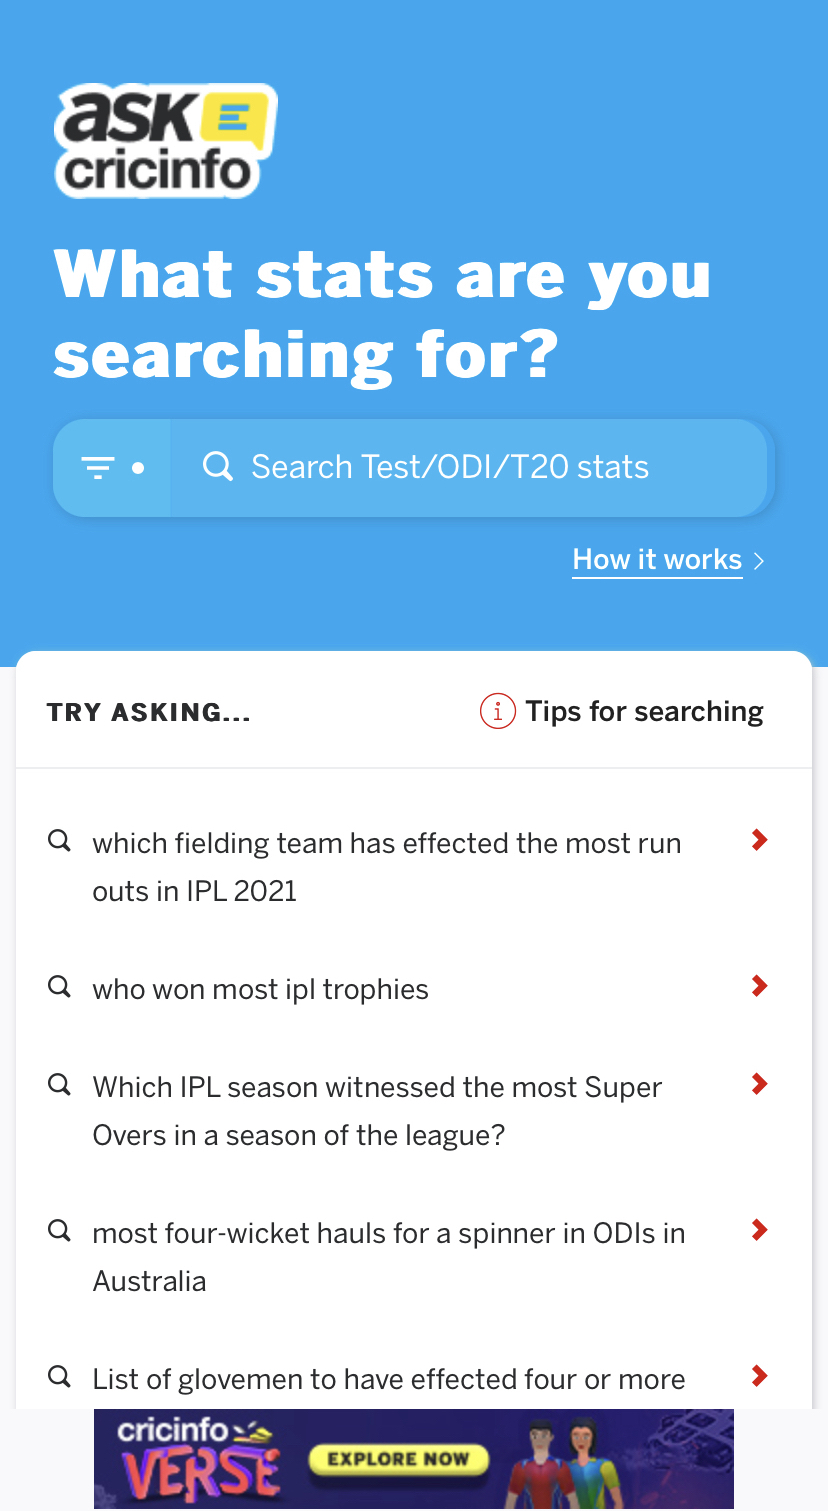 ask
cricinfo
What stats are you
searching for?
Search Test/ODI/T20 stats
How it works
TRY ASKING...
i Tips for searching
which fielding team has effected the most run
outs in IPL 2021
who won most ipl trophies
Which IPL season witnessed the most Super
Overs in a season of the league?
most four-wicket hauls for a spinner in ODIs in
Australia
List of glovemen to have effected four or more
cricinfo
VERSE
EXPLORE NOW